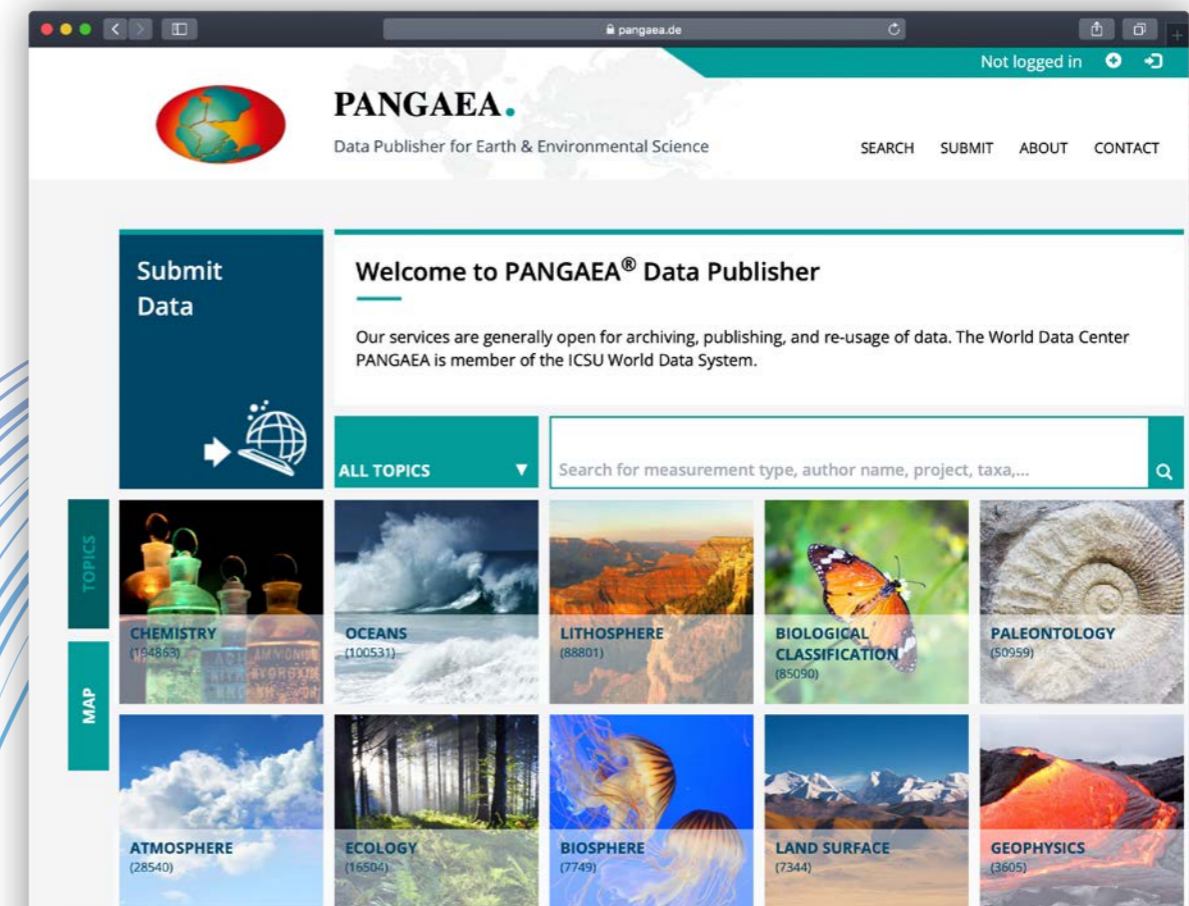 pangaea.de
Not logged in
PANGAEA.
Data Publisher for Earth & Environmental Science
SEARCH SUBMIT ABOUT CONTACT
Submit
Data
Welcome to PANGAEA® Data Publisher
Our services are generally open for archiving, publishing, and re-usage of data. The World Data Center
PANGAEA is member of the ICSU World Data System.
ALL TOPICS
Search for measurement type, author name, project, taxa,...
TOPICS
MAP
CHEMISTRY
(194863)
OCEANS
(100531)
LITHOSPHERE
(88801)
BIOLOGICAL
CLASSIFICATION
(85090)
PALEONTOLOGY
(50959)
ATMOSPHERE
(28540)
ECOLOGY
(16504)
BIOSPHERE
(7749)
LAND SURFACE
(7344)
GEOPHYSICS
(3605)